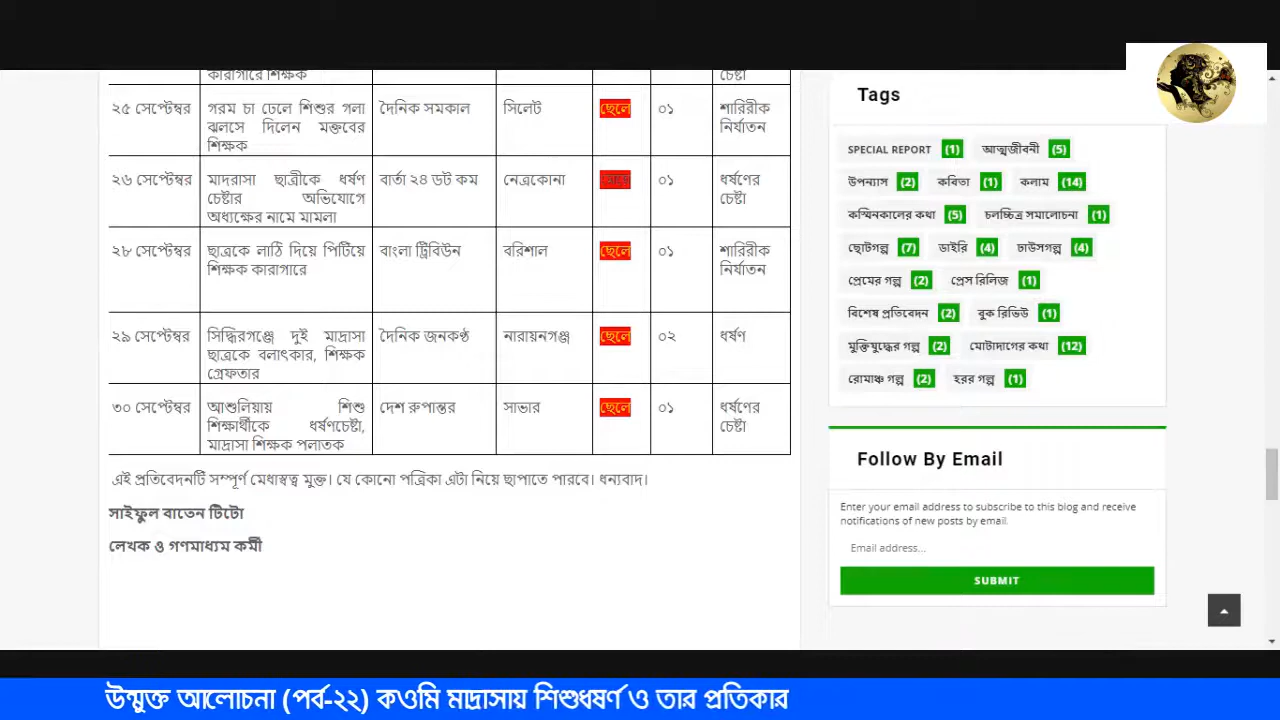 কারাগারে শিক্ষক
চেষ্টা
২৫ সেপ্টেম্বর গরম চা ঢেলে শিশুর গলা দৈনিক সমকাল সিলেট ছেলে ০১ শারিরীক
ঝলসে দিলেন মক্তবের নির্যাতন
শিক্ষক
২৬ সেপ্টেম্বর মাদরাসা ছাত্রীকে ধর্ষণ বার্তা ২৪ ডট কম নেত্রকোনা ০১ ধর্ষণের
চেষ্টার অভিযোগে চেষ্টা
অধ্যক্ষের নামে মামলা
২৮ সেপ্টেম্বর ছাত্রকে লাঠি দিয়ে পিটিয়ে বাংলা ট্রিবিউন বরিশাল ছেলে ০১ শারিরীক
শিক্ষক কারাগারে নির্যাতন
২৯ সেপ্টেম্বর সিদ্ধিরগঞ্জে দুই মাদ্রাসা দৈনিক জনকণ্ঠ নারায়নগঞ্জ ছেলে ০২ ধর্ষণ
ছাত্রকে বলাৎকার, শিক্ষক
গ্রেফতার
৩০ সেপ্টেম্বর আশুলিয়ায় শিশু দেশ রুপান্তর সাভার ছেলে ০১ ধর্ষণের
শিক্ষার্থীকে ধর্ষণচেষ্টা, চেষ্টা
মাদ্রাসা শিক্ষক পলাতক
এই প্রতিবেদনটি সম্পূর্ণ মেধাস্বত্ব মুক্ত। যে কোনো পত্রিকা এটা নিয়ে ছাপাতে পারবে। ধন্যবাদ।
সাইফুল বাতেন টিটো
লেখক ও গণমাধ্যম কর্মী
Tags
SPECIAL REPORT (1) আত্মজীবনী (5)
উপন্যাস (2) কবিতা (1) কলাম (14)
কস্মিনকালের কথা (5) চলচ্চিত্র সমালোচনা (1)
ছোটগল্প (7) ডাইরি (4) ঢাউসগল্প (4)
প্রেমের গল্প (2) প্রেস রিলিজ (1)
বিশেষ প্রতিবেদন (2) বুক রিভিউ (1)
মুক্তিযুদ্ধের গল্প (2) মোটাদাগের কথা (12)
রোমাঞ্চ গল্প (2) হরর গল্প (1)
Follow By Email
Enter your email address to subscribe to this blog and receive
notifications of new posts by email.
Email address...
SUBMIT
উন্মুক্ত আলোচনা (পর্ব-২২) কওমি মাদ্রাসায় শিশুধর্ষণ ও তার প্রতিকার